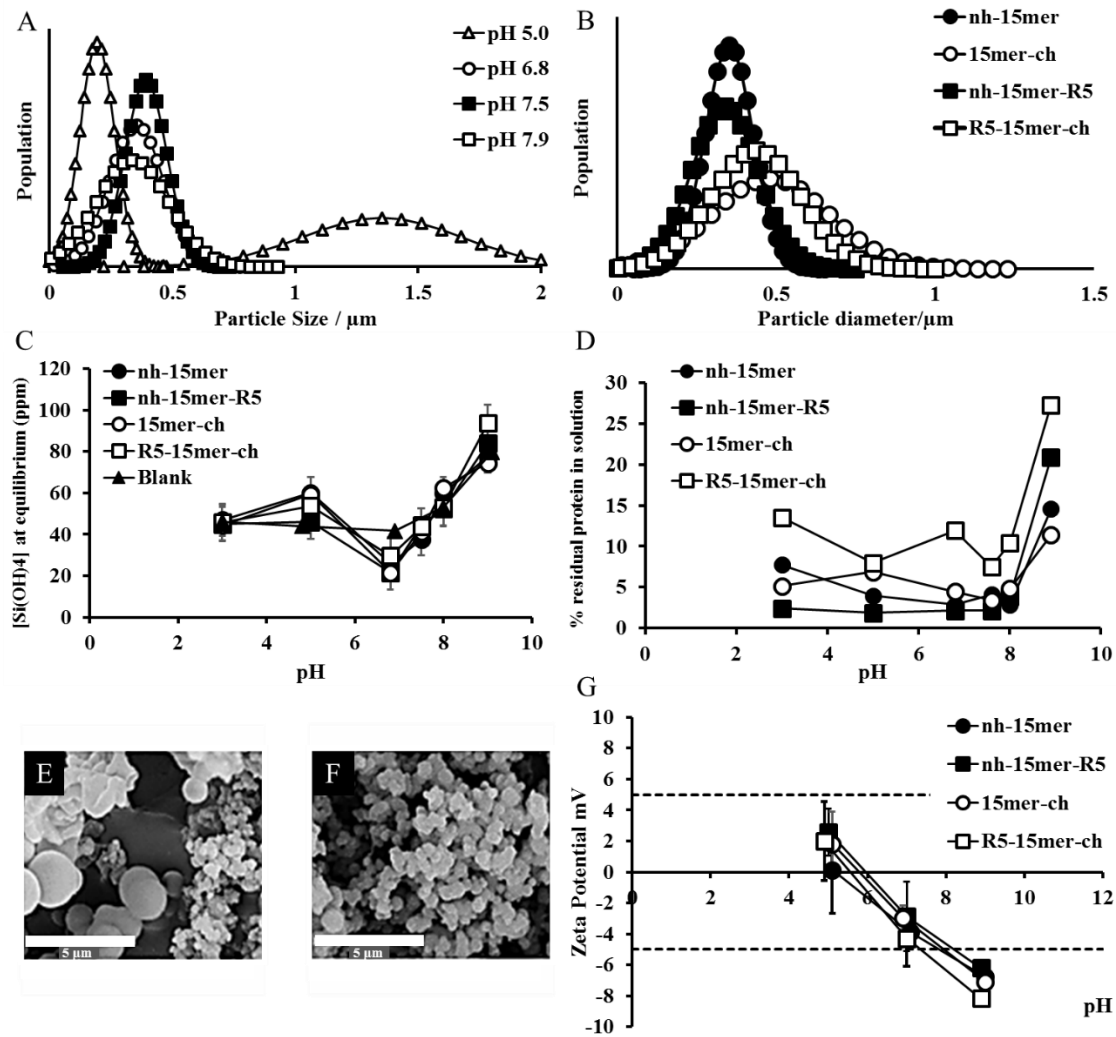 A
Population
pH 5.0
pH 6.8
pH 7.5
pH 7.9
0 0.5 1 1.5 2
Particle Size / µm
B
Population
nh-15mer
15mer-ch
nh-15mer-R5
R5-15mer-ch
0 0.5 1 1.5
Particle diameter/µm
C
[Si(OH)4] at equilibrium (ppm)
120
100
80
60
40
20
0
nh-15mer
nh-15mer-R5
15mer-ch
R5-15mer-ch
Blank
0 2 4 6 8 10
pH
D
% residual protein in solution
30
25
20
15
10
5
0
nh-15mer
nh-15mer-R5
15mer-ch
R5-15mer-ch
0 2 4 6 8 10
pH
E
5 µm
F
5 µm
G
Zeta Potential mV
10
8
6
4
2
0
-2
-4
-6
-8
-10
nh-15mer
nh-15mer-R5
15mer-ch
R5-15mer-ch
0 2 4 6 8 10 12
pH